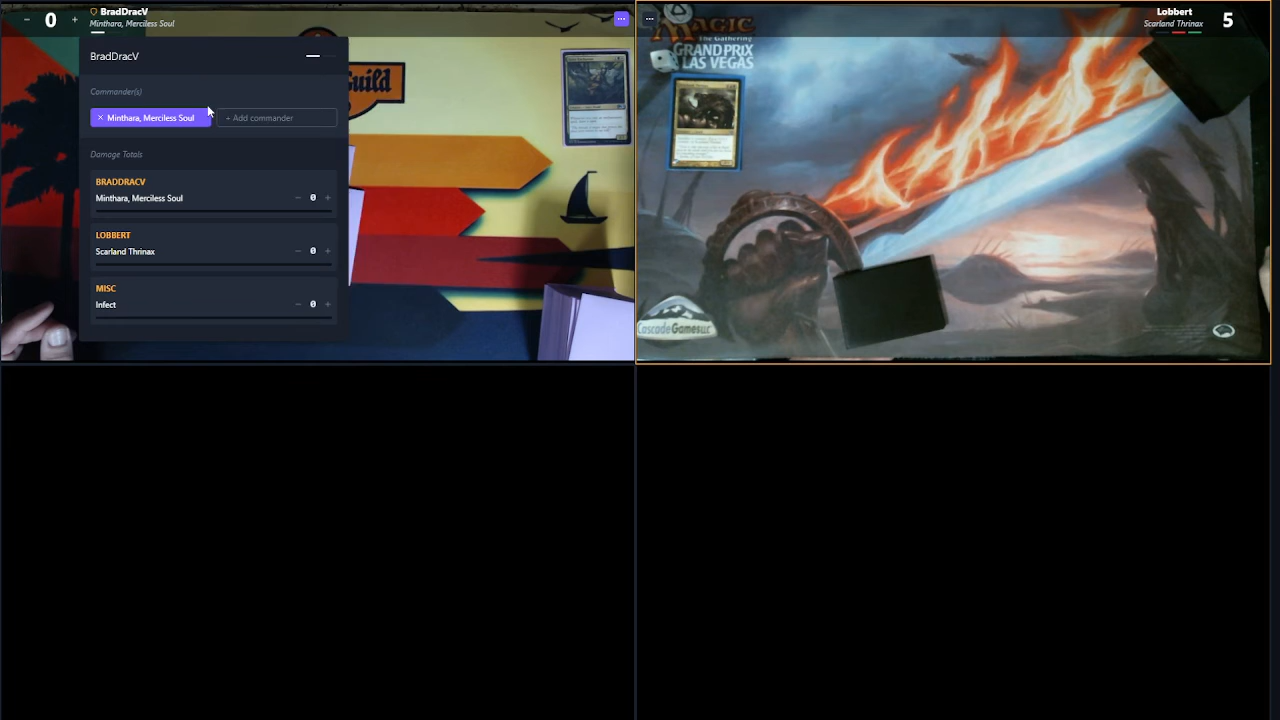 − 0 + BradDracV
Minthara, Merciless Soul
BradDracV
Commander(s)
× Minthara, Merciless Soul
+ Add commander
Damage Totals
BRADDRACV
Minthara, Merciless Soul − 0 +
LOBBERT
Scarland Thrinax − 0 +
MISC
Infect − 0 +
uild
Lobbert 5
Scarland Thrinax
MAGIC
The Gathering
GRAND PRIX
LAS VEGAS
CascadeGames LLC